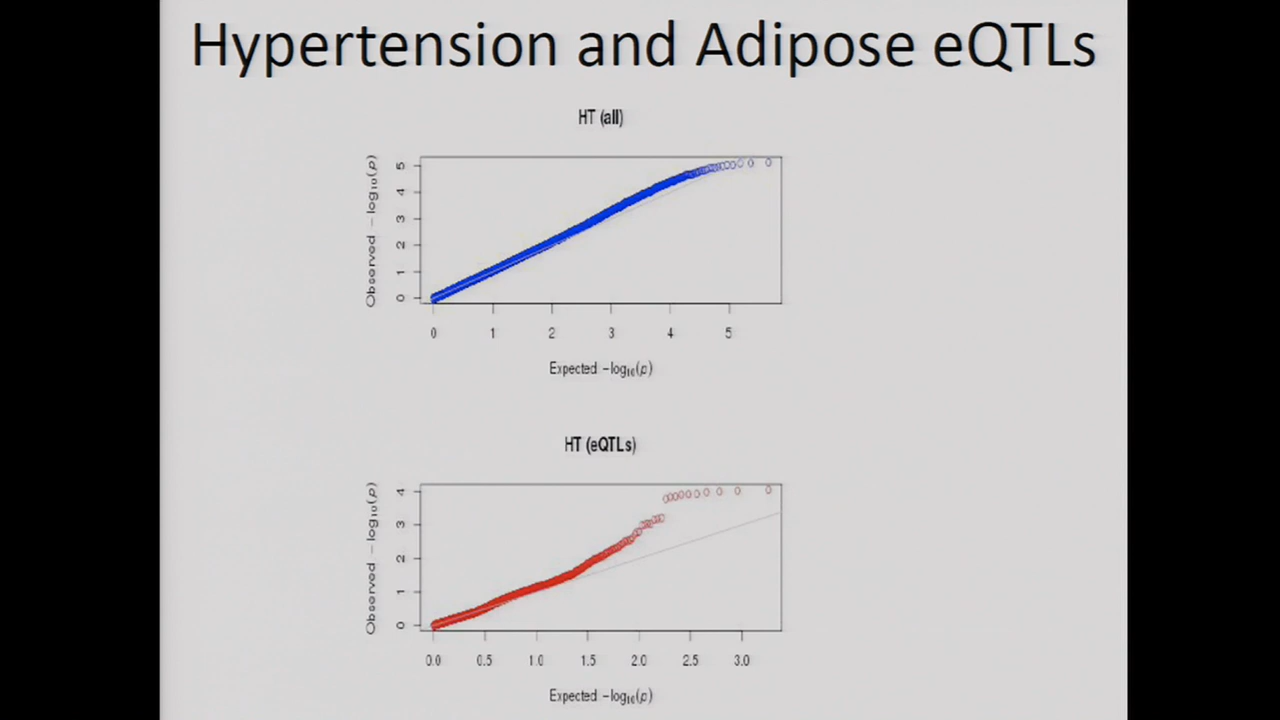 Hypertension and Adipose eQTLs
HT (all)
Observed −log₁₀(p)
5
4
3
2
1
0
0 1 2 3 4 5
Expected −log₁₀(p)
HT (eQTLs)
Observed −log₁₀(p)
4
3
2
1
0
0.0 0.5 1.0 1.5 2.0 2.5 3.0
Expected −log₁₀(p)